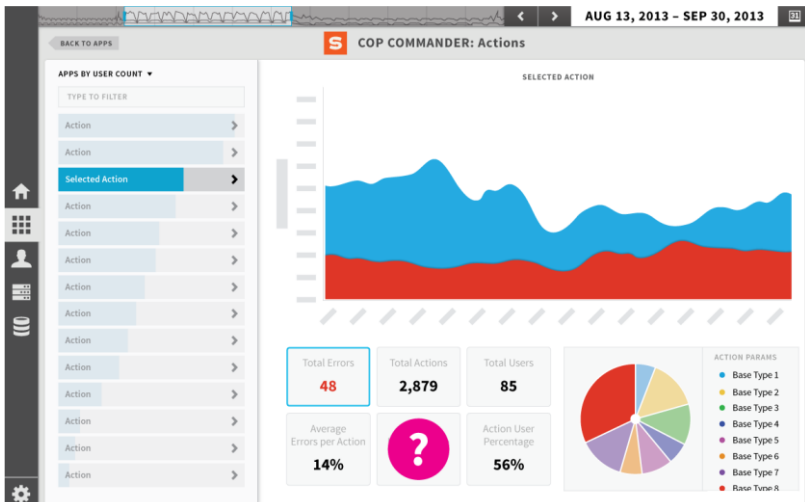 AUG 13, 2013 – SEP 30, 2013
31
BACK TO APPS
S
COP COMMANDER: Actions
APPS BY USER COUNT
TYPE TO FILTER
Action
Action
Selected Action
Action
Action
Action
Action
Action
Action
Action
Action
Action
Action
Action
SELECTED ACTION
Total Errors
48
Total Actions
2,879
Total Users
85
Average
Errors per Action
14%
?
Action User
Percentage
56%
ACTION PARAMS
Base Type 1
Base Type 2
Base Type 3
Base Type 4
Base Type 5
Base Type 6
Base Type 7
Base Type 8